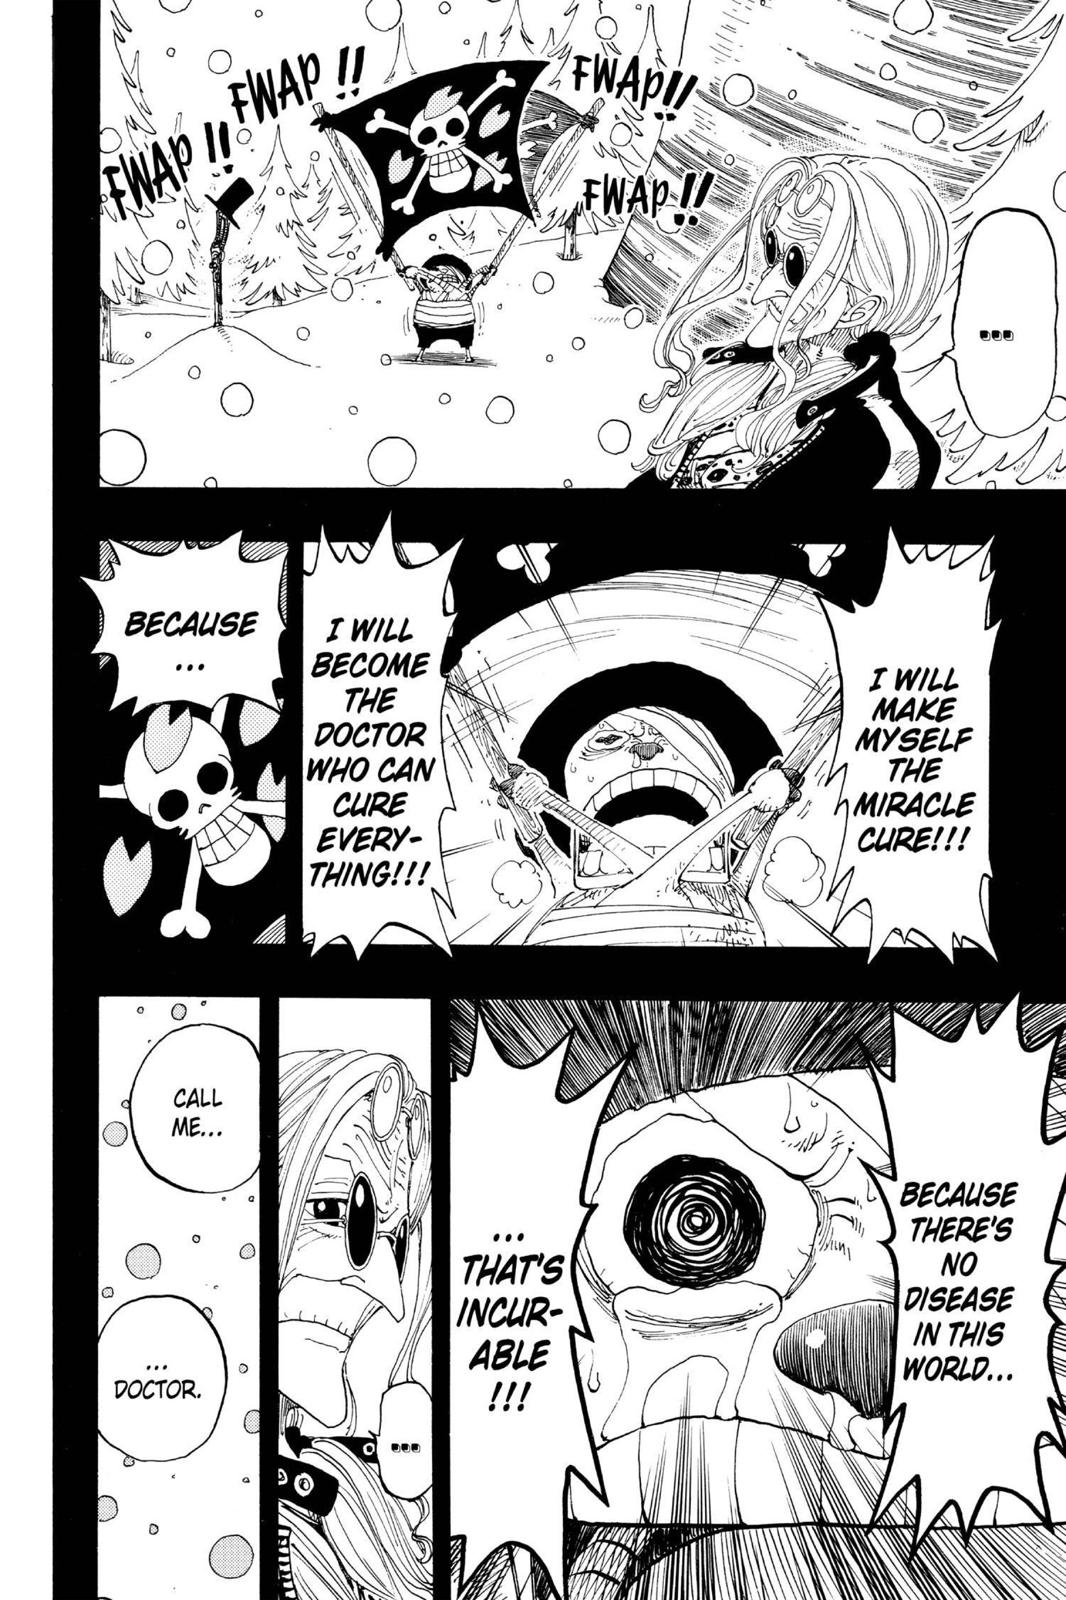 FWAP!!
FWAP!!
FWAP!!
FWAP!!
...
I WILL
MAKE
MYSELF
THE
MIRACLE
CURE!!!
I WILL
BECOME
THE
DOCTOR
WHO CAN
CURE
EVERY-
THING!!!
BECAUSE
...
BECAUSE
THERE'S
NO
DISEASE
IN THIS
WORLD...
...
THAT'S
INCUR-
ABLE
!!!
...
CALL
ME...
...
DOCTOR.